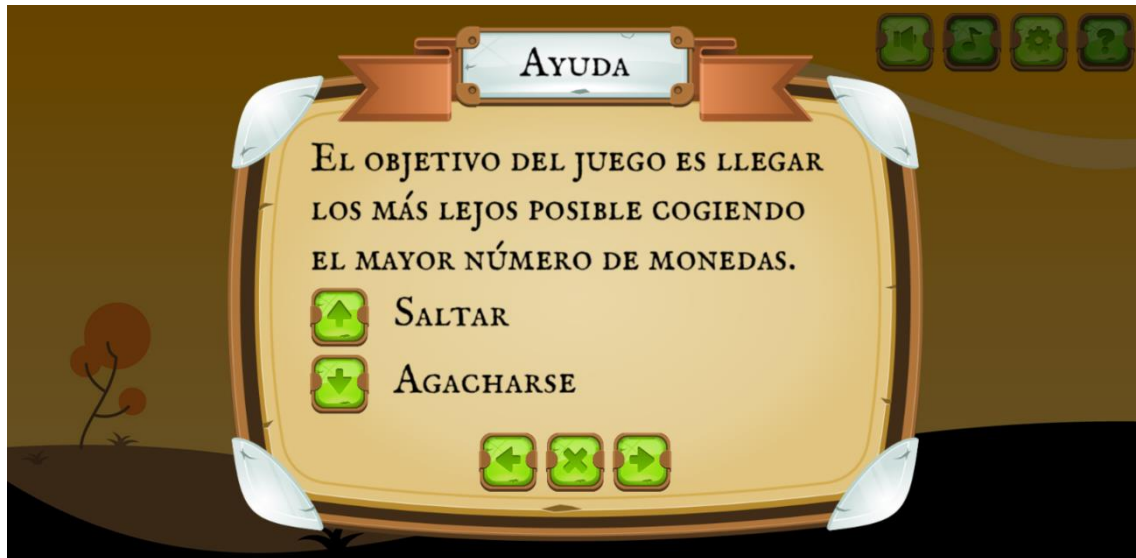 Ayuda
El objetivo del juego es llegar
los más lejos posible cogiendo
el mayor número de monedas.
Saltar
Agacharse
?